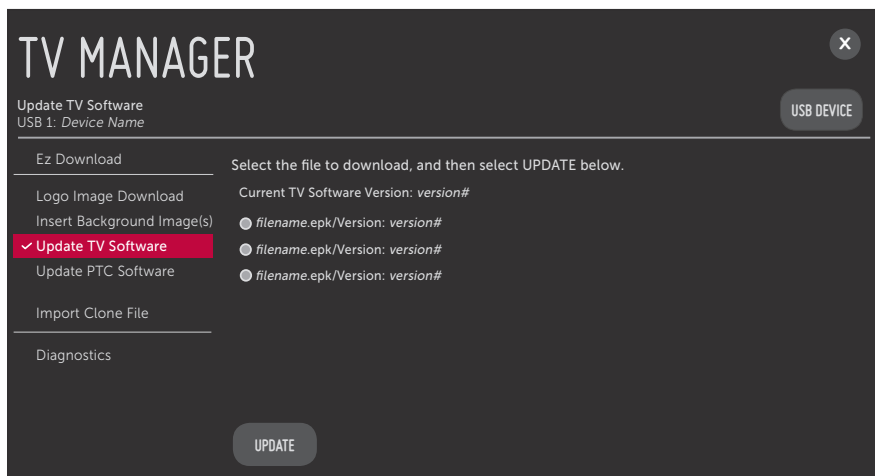 TV MANAGER
X
Update TV Software
USB 1: Device Name
USB DEVICE
Ez Download
Logo Image Download
Insert Background Image(s)
Update TV Software
Update PTC Software
Import Clone File
Diagnostics
Select the file to download, and then select UPDATE below.
Current TV Software Version: version#
filename.epk/Version: version#
filename.epk/Version: version#
filename.epk/Version: version#
UPDATE